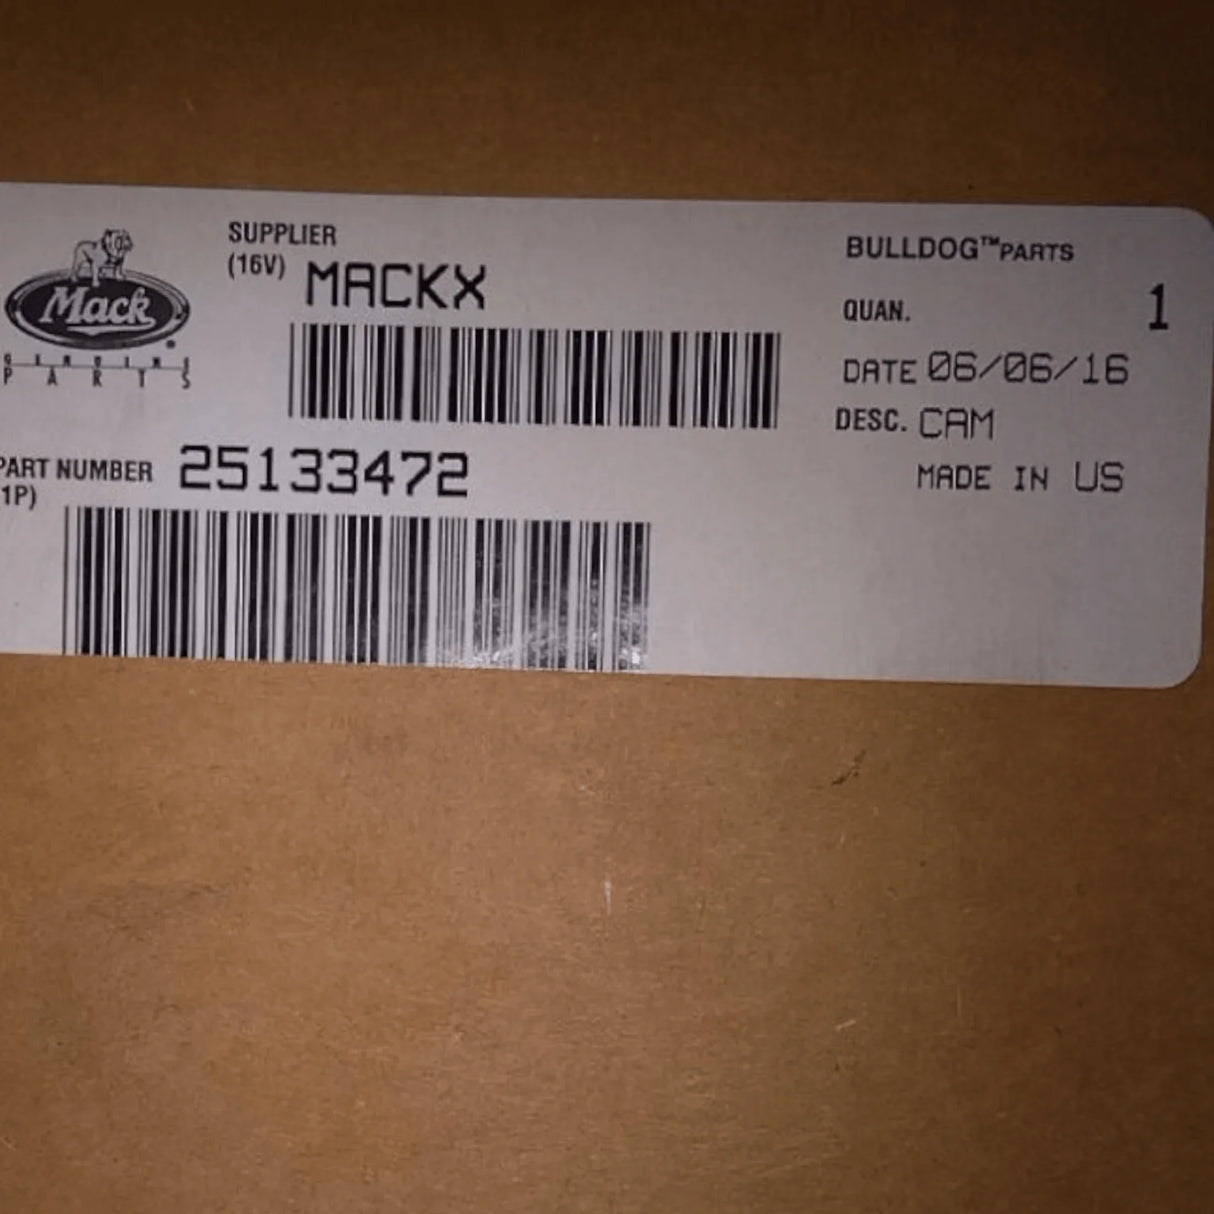 Mack
GENUINE
PARTS
SUPPLIER
(16V) MACKX
PART NUMBER 25133472
1P)
BULLDOG™PARTS
QUAN. 1
DATE 06/06/16
DESC. CAM
MADE IN US